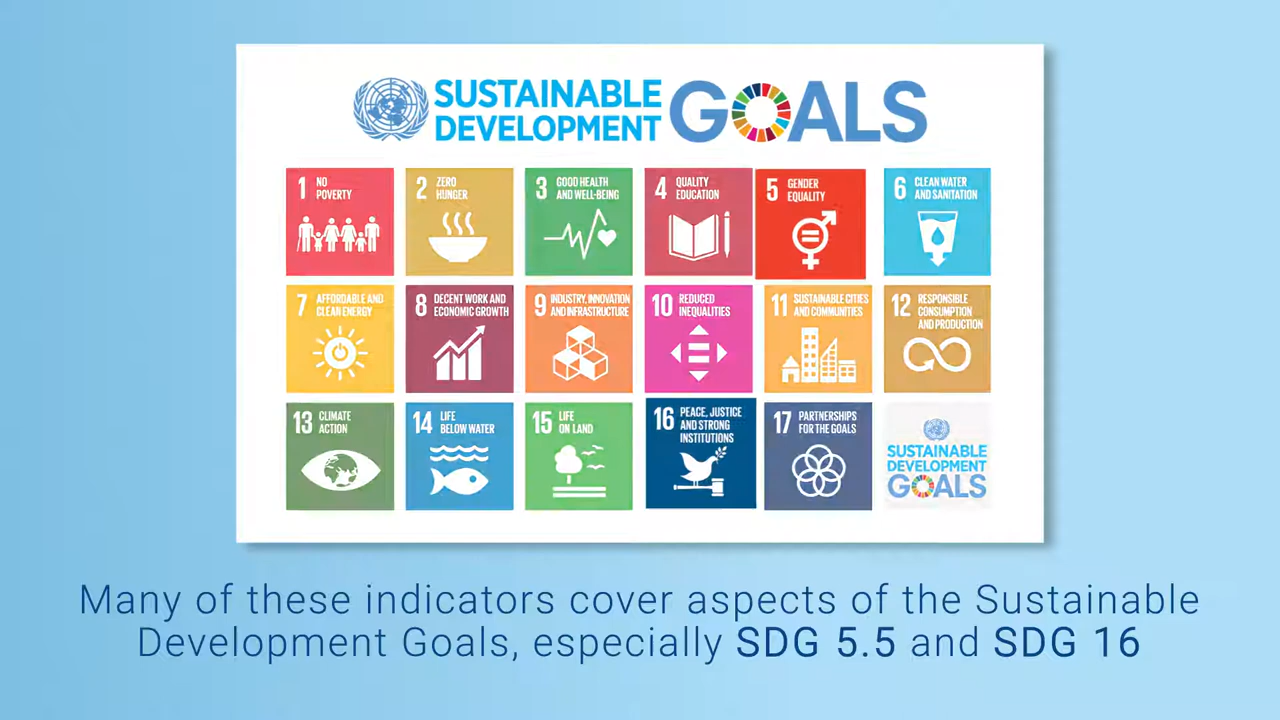 SUSTAINABLE
DEVELOPMENT
GOALS
1 NO
POVERTY
2 ZERO
HUNGER
3 GOOD HEALTH
AND WELL-BEING
4 QUALITY
EDUCATION
5 GENDER
EQUALITY
6 CLEAN WATER
AND SANITATION
7 AFFORDABLE AND
CLEAN ENERGY
8 DECENT WORK AND
ECONOMIC GROWTH
9 INDUSTRY, INNOVATION
AND INFRASTRUCTURE
10 REDUCED
INEQUALITIES
11 SUSTAINABLE CITIES
AND COMMUNITIES
12 RESPONSIBLE
CONSUMPTION
AND PRODUCTION
13 CLIMATE
ACTION
14 LIFE
BELOW WATER
15 LIFE
ON LAND
16 PEACE, JUSTICE
AND STRONG
INSTITUTIONS
17 PARTNERSHIPS
FOR THE GOALS
SUSTAINABLE
DEVELOPMENT
GOALS
Many of these indicators cover aspects of the Sustainable
Development Goals, especially SDG 5.5 and SDG 16